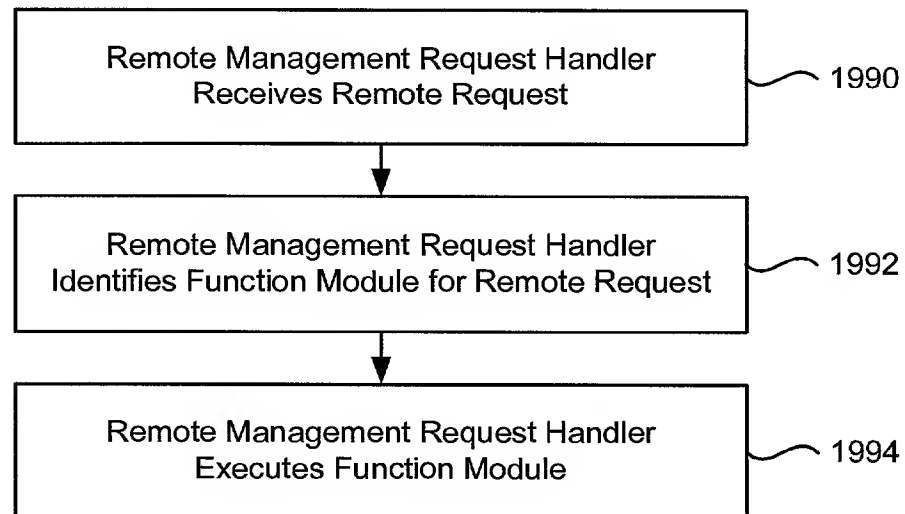 Remote Management Request Handler
Receives Remote Request
1990
Remote Management Request Handler
Identifies Function Module for Remote Request
1992
Remote Management Request Handler
Executes Function Module
1994